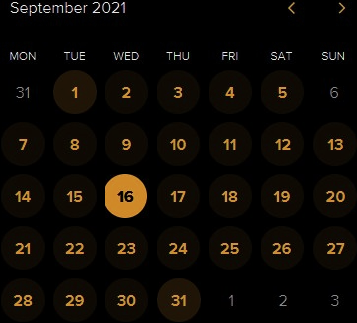 September 2021
MON TUE WED THU FRI SAT SUN
31 1 2 3 4 5 6
7 8 9 10 11 12 13
14 15 16 17 18 19 20
21 22 23 24 25 26 27
28 29 30 31 1 2 3